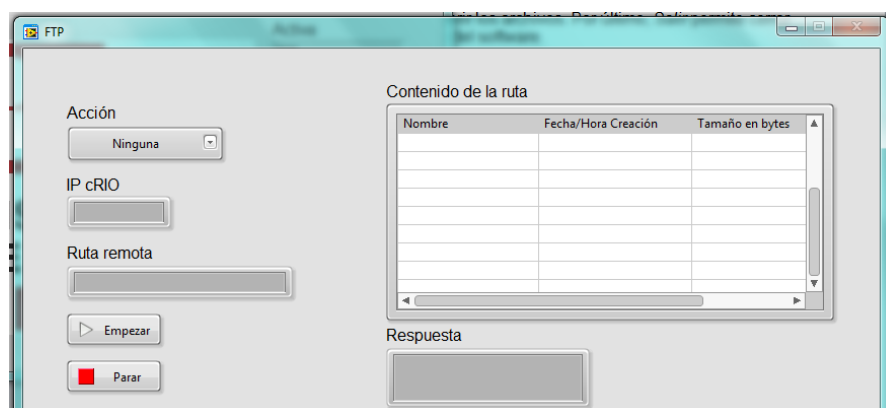 FTP
Acción
Ninguna
IP cRIO
Ruta remota
Empezar
Parar
Contenido de la ruta
Nombre Fecha/Hora Creación Tamaño en bytes
Respuesta